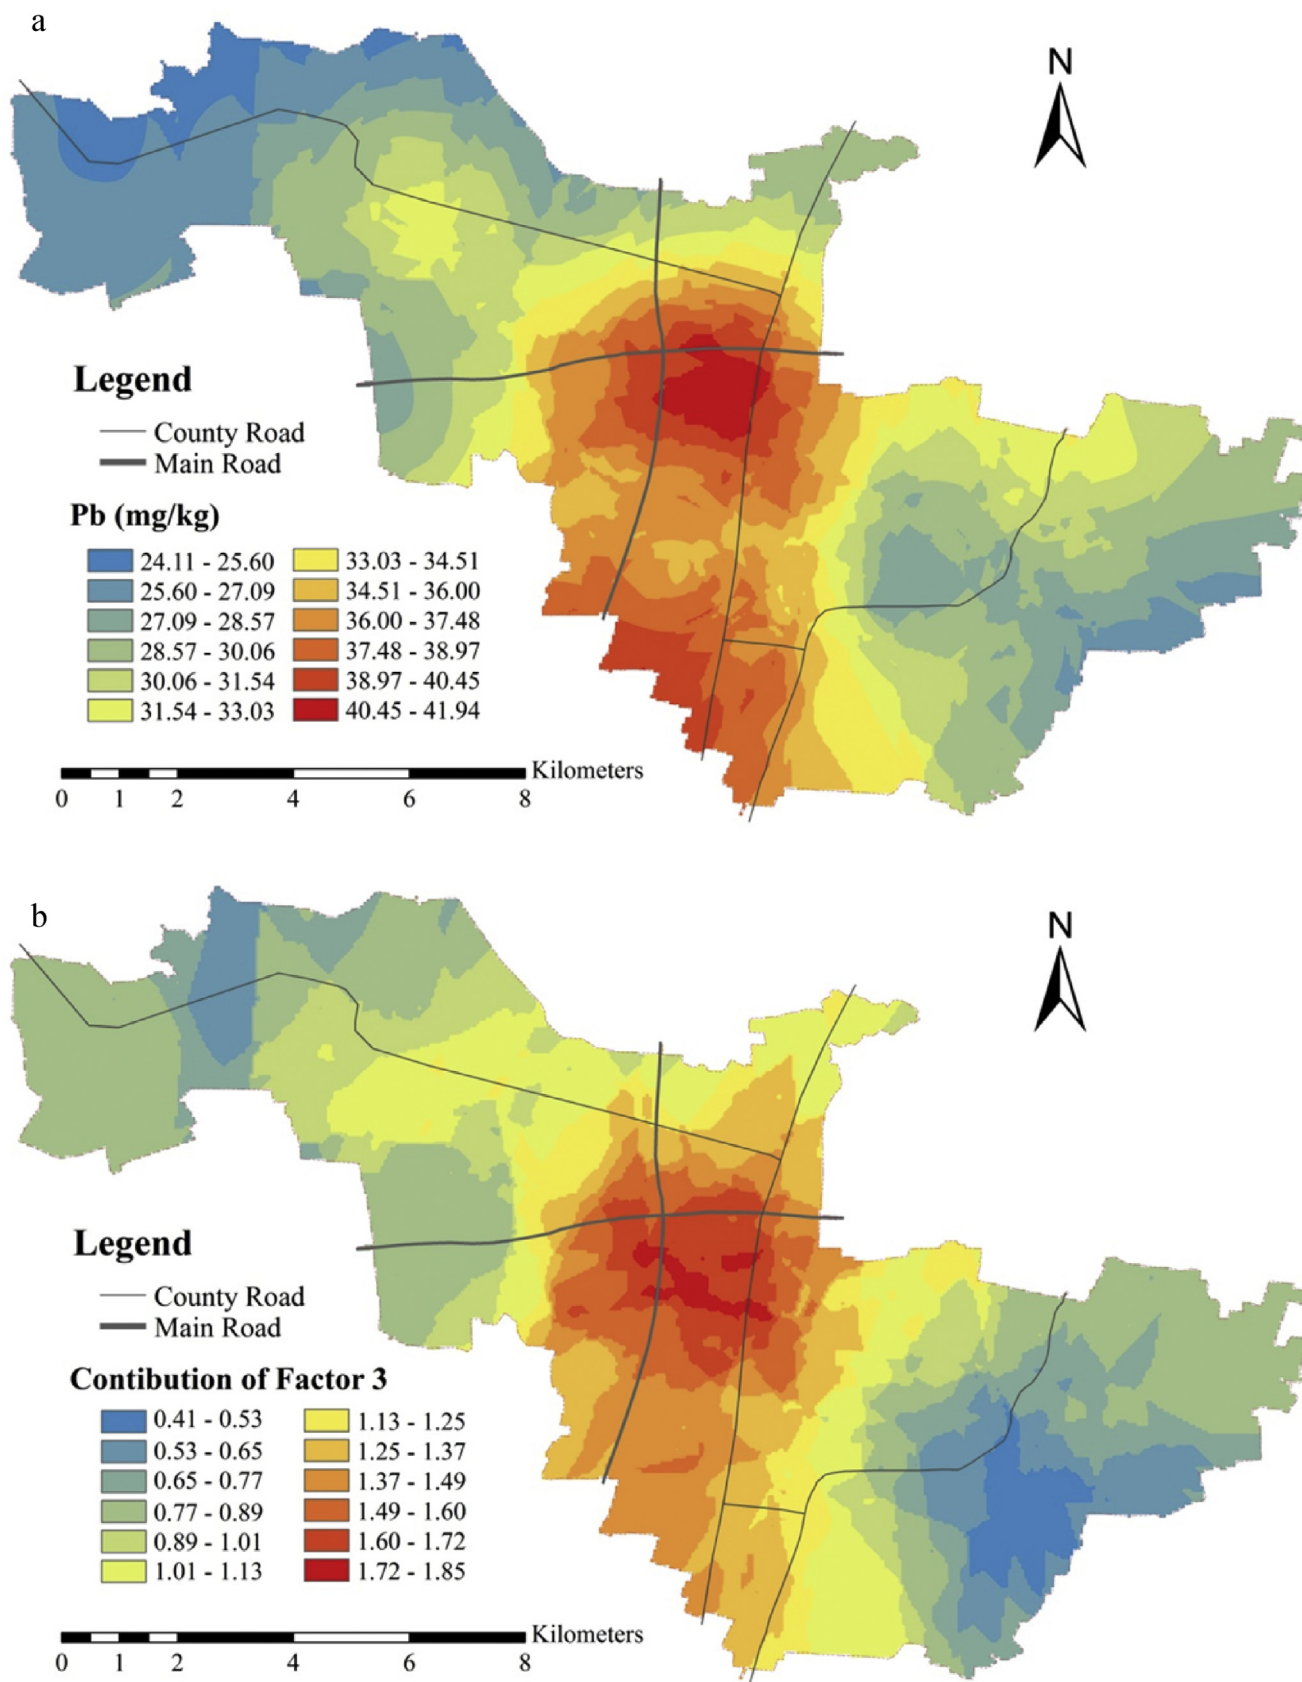 a
N
Legend
County Road
Main Road
Pb (mg/kg)
24.11 - 25.60 33.03 - 34.51
25.60 - 27.09 34.51 - 36.00
27.09 - 28.57 36.00 - 37.48
28.57 - 30.06 37.48 - 38.97
30.06 - 31.54 38.97 - 40.45
31.54 - 33.03 40.45 - 41.94
Kilometers
0 1 2 4 6 8
b
N
Legend
County Road
Main Road
Contibution of Factor 3
0.41 - 0.53 1.13 - 1.25
0.53 - 0.65 1.25 - 1.37
0.65 - 0.77 1.37 - 1.49
0.77 - 0.89 1.49 - 1.60
0.89 - 1.01 1.60 - 1.72
1.01 - 1.13 1.72 - 1.85
Kilometers
0 1 2 4 6 8